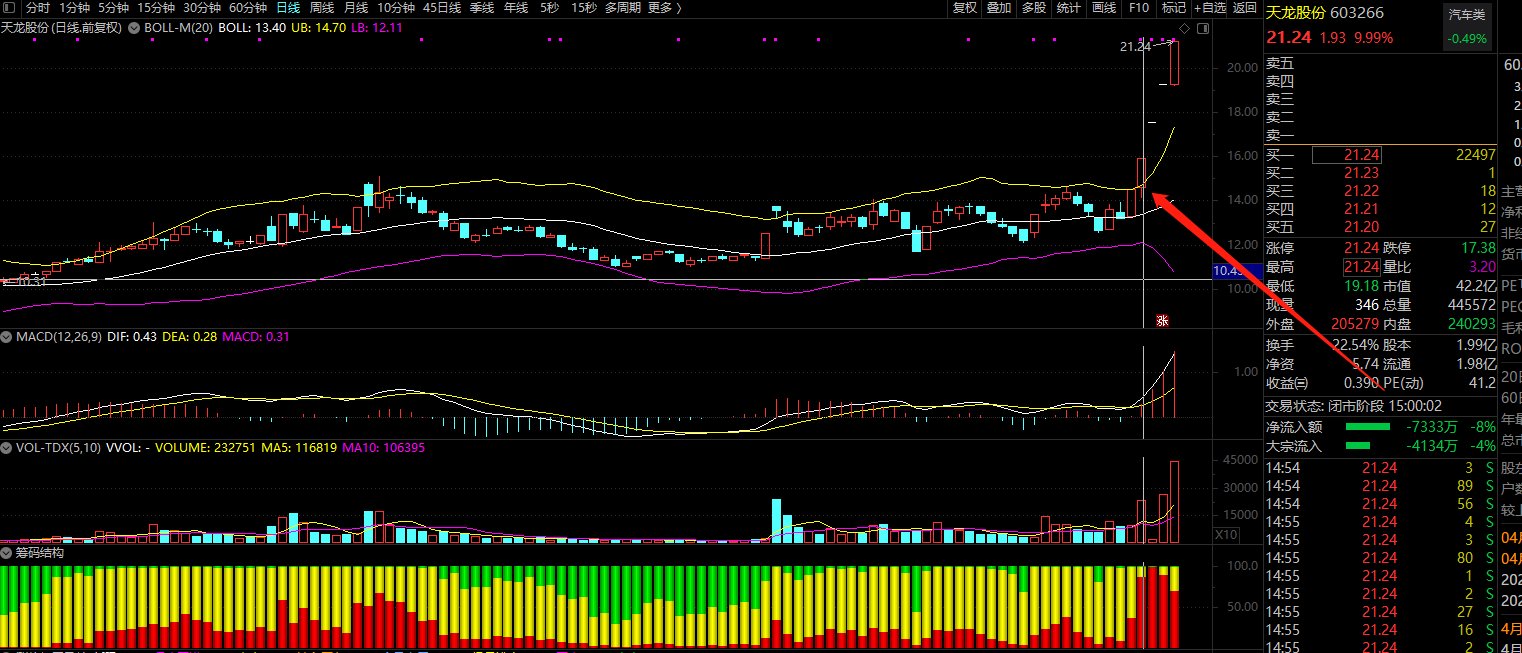 分时 1分钟 5分钟 15分钟 30分钟 60分钟 日线 周线 月线 10分钟 45日线 季线 年线 5秒 15秒 多周期 更多 〉 复权 叠加 多股 统计 画线 F10 标记 +自选 返回
天龙股份(日线,前复权) BOLL-M(20) BOLL: 13.40 UB: 14.70 LB: 12.11
21.24
20.00
18.00
16.00
14.00
12.00
10.00
10.31
涨
MACD(12,26,9) DIF: 0.43 DEA: 0.28 MACD: 0.31
1.00
VOL-TDX(5,10) VVOL: - VOLUME: 232751 MA5: 116819 MA10: 106395
45000
30000
15000
X10
筹码结构
100.0
50.00
天龙股份 603266 汽车类
21.24 1.93 9.99% -0.49%
卖五
卖四
卖三
卖二
卖一
买一 21.24 22497
买二 21.23 1
买三 21.22 18
买四 21.21 12
买五 21.20 27
涨停 21.24 跌停 17.38
最高 21.24 量比 3.20
最低 19.18 市值 42.2亿
现量 346 总量 445572
外盘 205279 内盘 240293
换手 22.54% 股本 1.99亿
净资 5.74 流通 1.98亿
收益㈢ 0.390 PE(动) 41.2
交易状态: 闭市阶段 15:00:02
净流入额 -7333万 -8%
大宗流入 -4134万 -4%
14:54 21.24 3 S
14:54 21.24 89 S
14:54 21.24 56 S
14:55 21.24 4 S
14:55 21.24 3 S
14:55 21.24 80 S
14:55 21.24 1 S
14:55 21.24 2 S
14:55 21.24 27 S
14:55 21.24 16 S
14:55 21.24 2 S